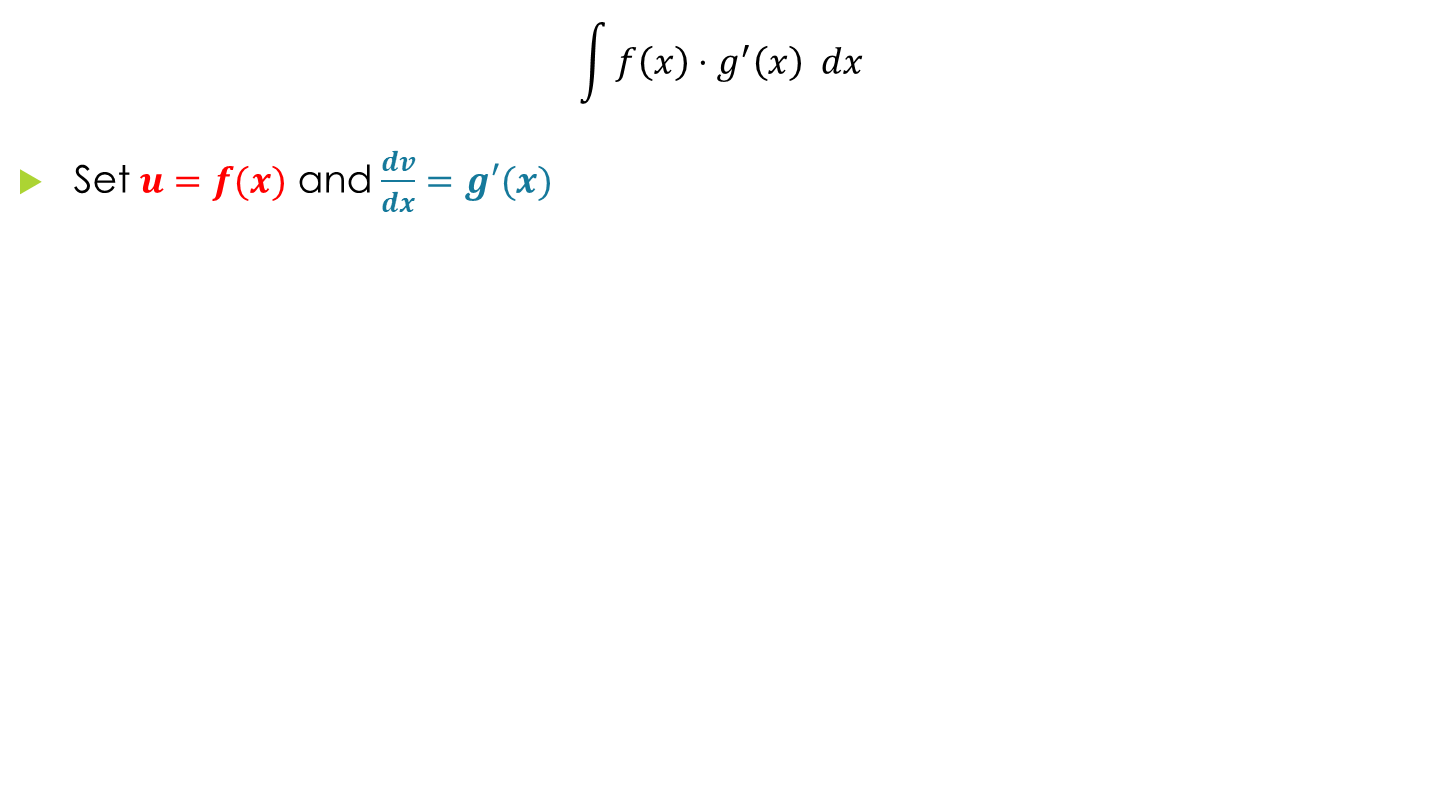 ∫ f(x) · g′(x) dx
Set u = f(x) and dv/dx = g′(x)